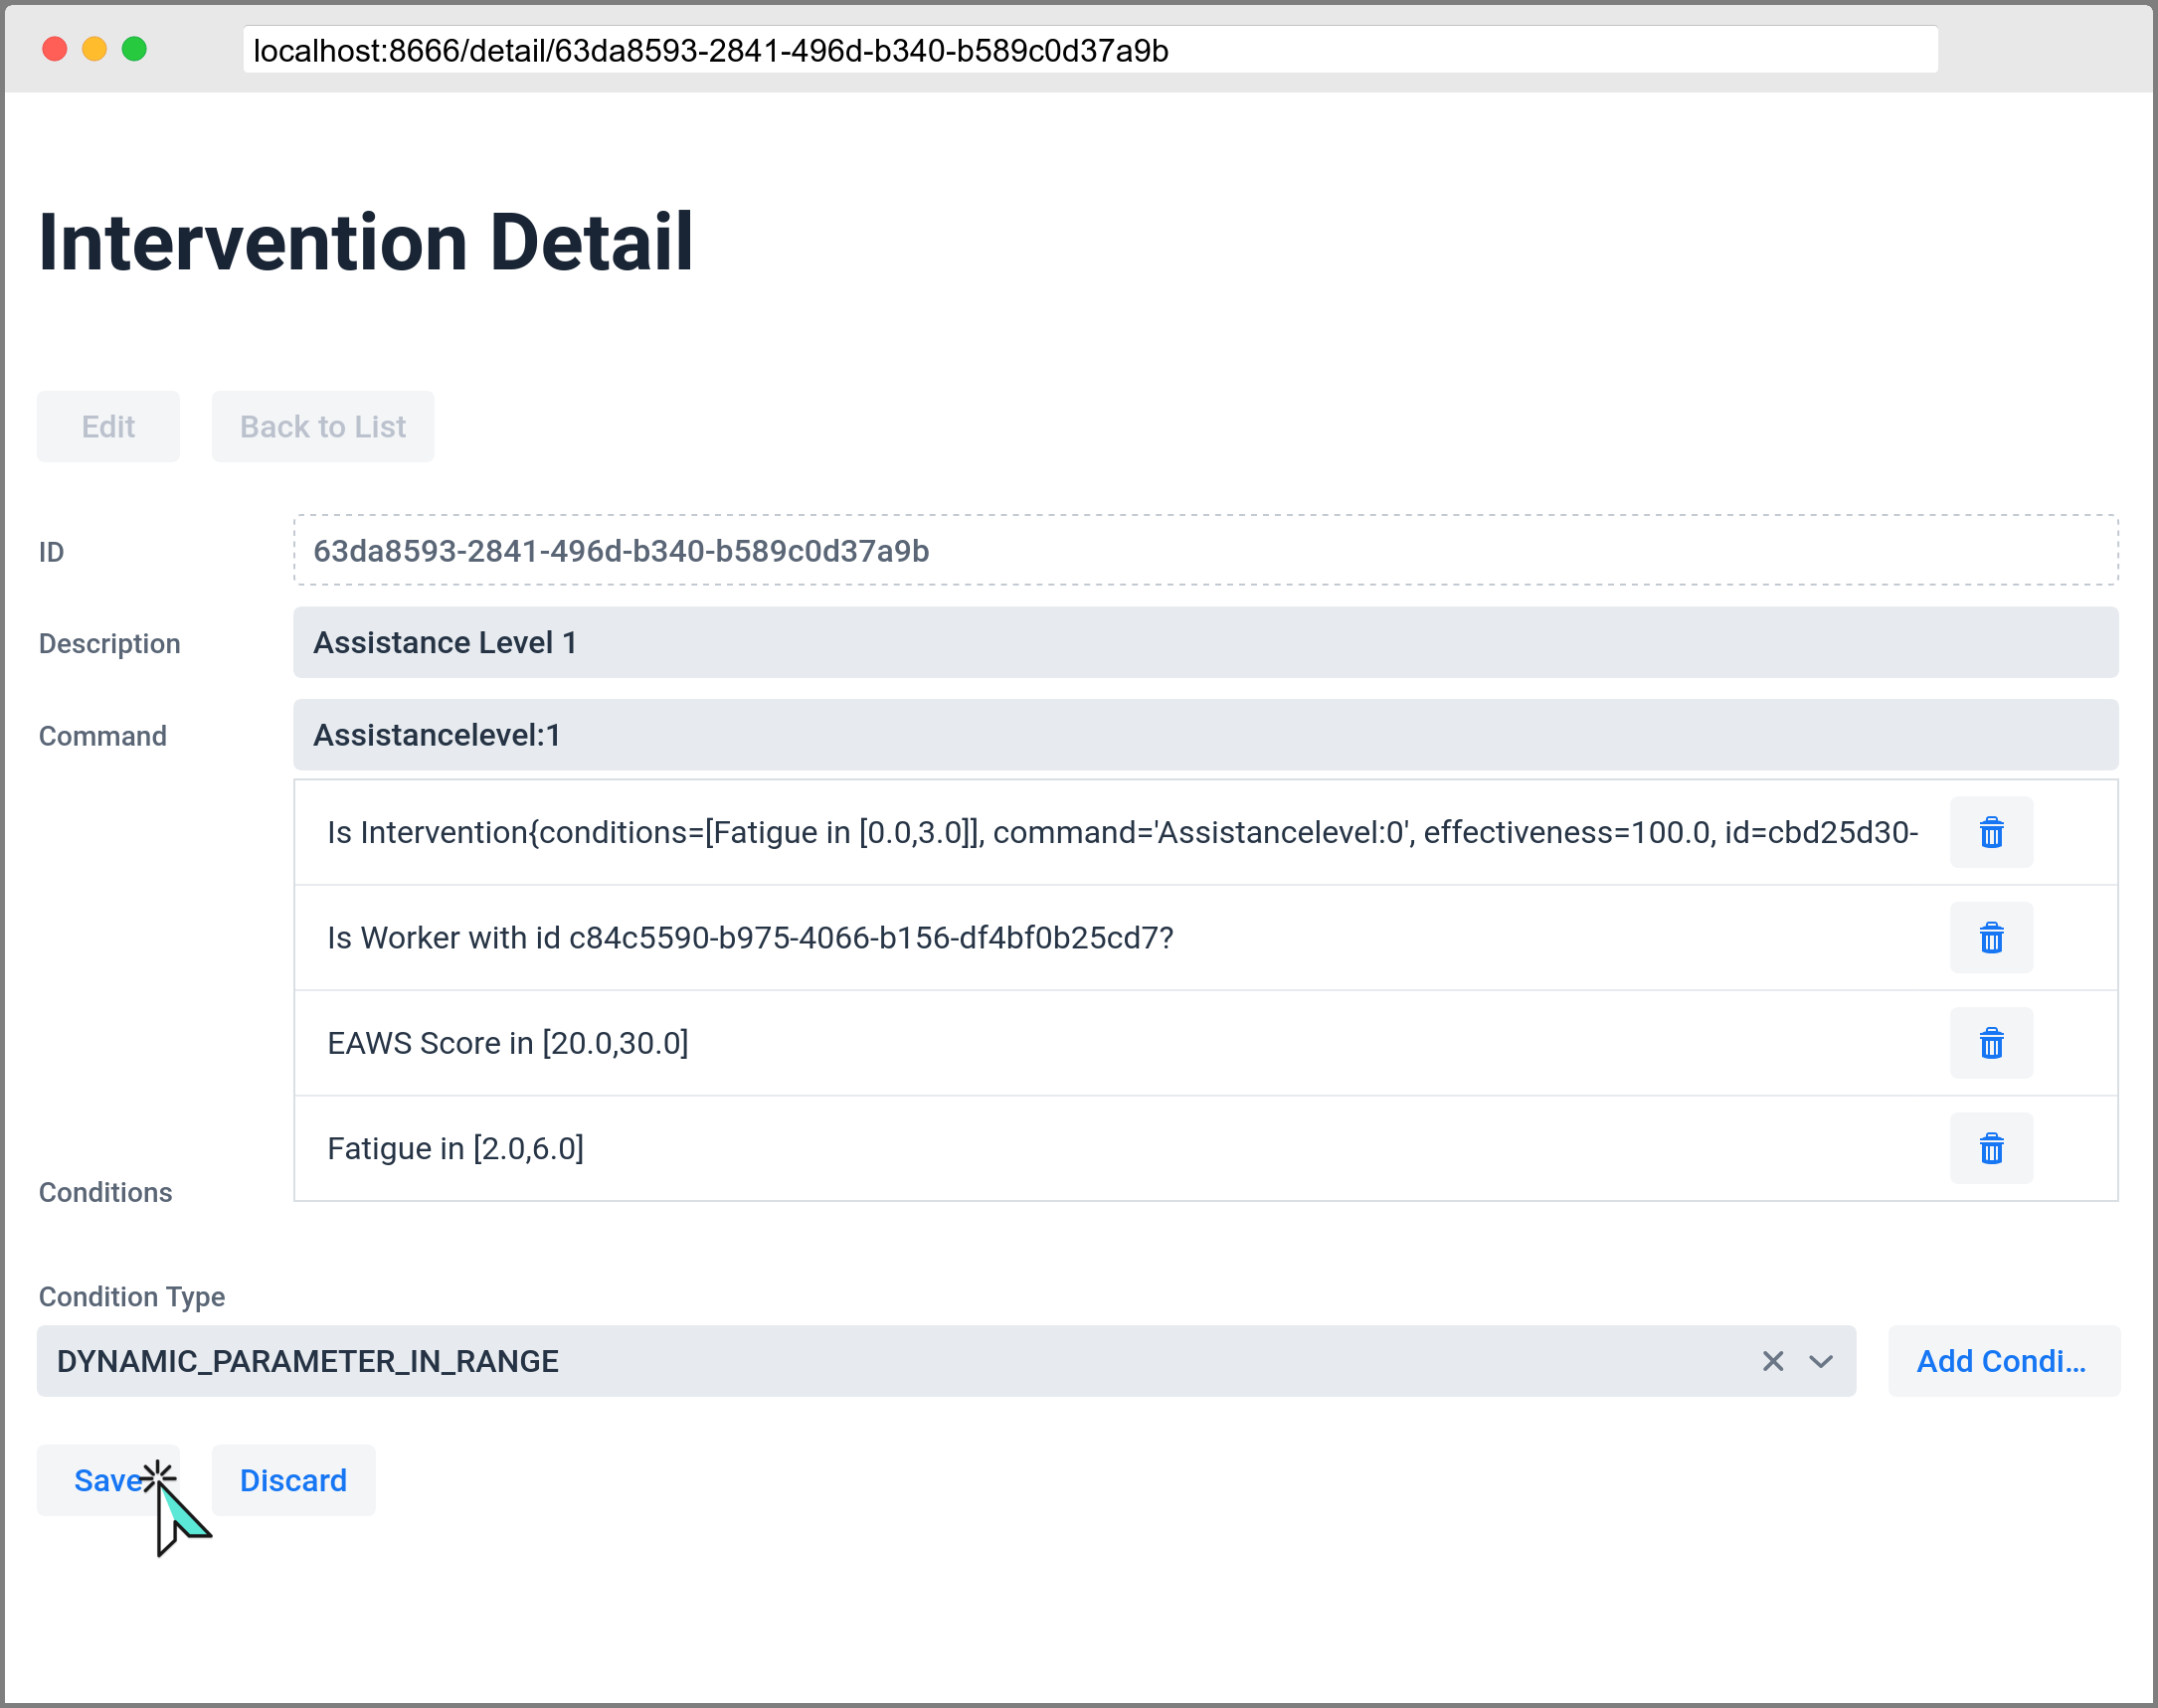 localhost:8666/detail/63da8593-2841-496d-b340-b589c0d37a9b
Intervention Detail
Edit
Back to List
ID
63da8593-2841-496d-b340-b589c0d37a9b
Description
Assistance Level 1
Command
Assistancelevel:1
Is Intervention{conditions=[Fatigue in [0.0,3.0]], command='Assistancelevel:0', effectiveness=100.0, id=cbd25d30-
Is Worker with id c84c5590-b975-4066-b156-df4bf0b25cd7?
EAWS Score in [20.0,30.0]
Fatigue in [2.0,6.0]
Conditions
Condition Type
DYNAMIC_PARAMETER_IN_RANGE
Add Condi...
Save
Discard